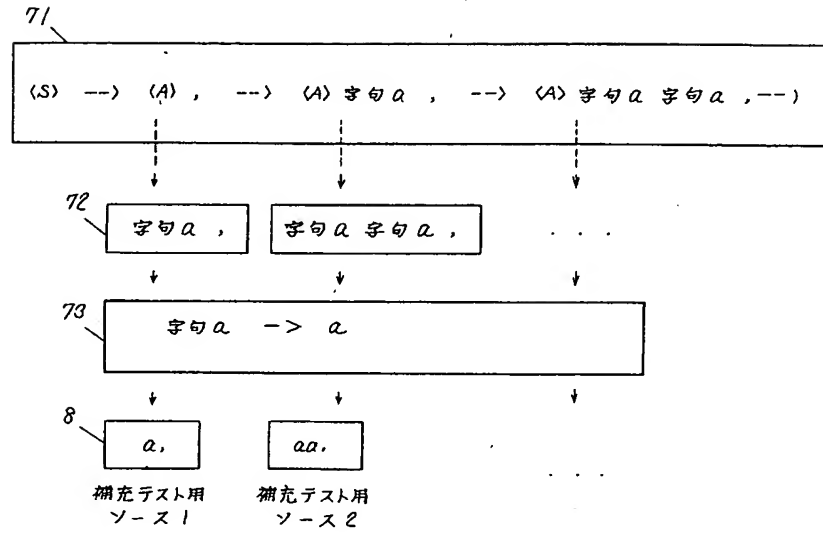 71
〈S〉 --〉 〈A〉 , --〉 〈A〉 字句a , --〉 〈A〉 字句a 字句a ,--)
72
字句a , 字句a 字句a , . . .
73
字句a -> a
8
a, aa, . . .
補充テスト用 補充テスト用
ソース1 ソース2